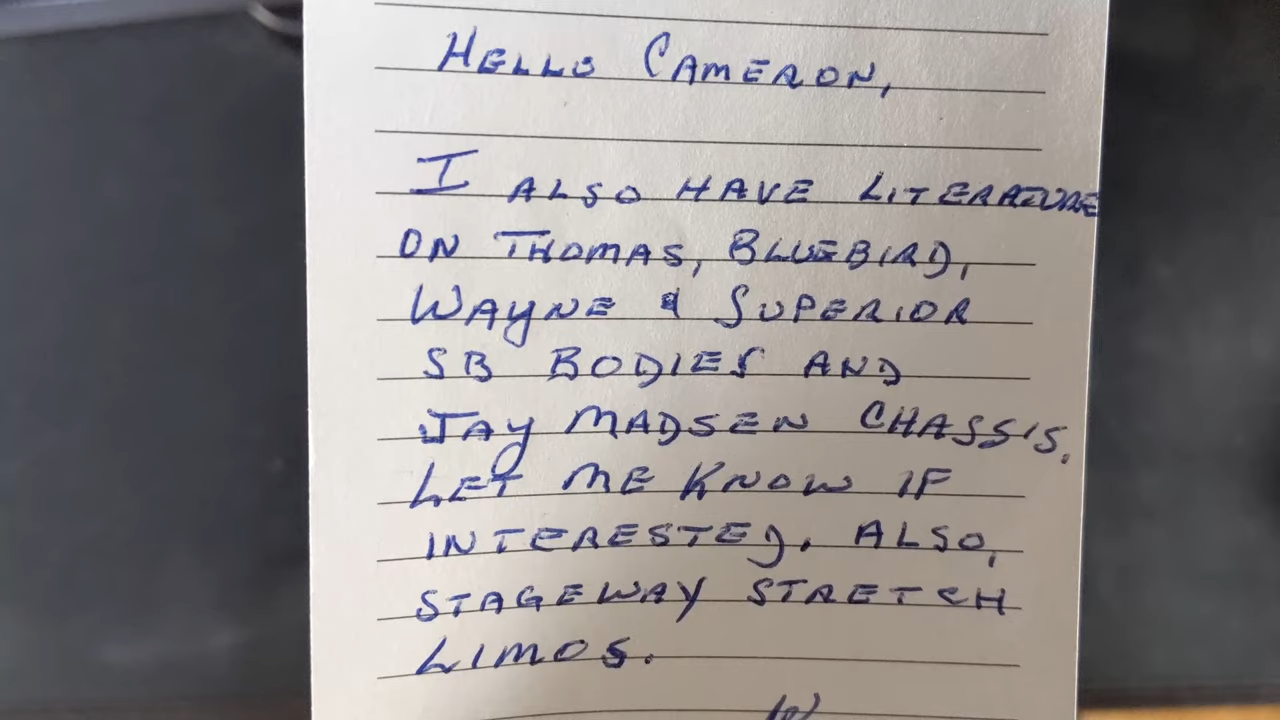 HELLO CAMERON,
I ALSO HAVE LITERATURE
ON THOMAS, BLUEBIRD,
WAYNE & SUPERIOR
SB BODIES AND
JAY MADSEN CHASSIS.
LET ME KNOW IF
INTERESTED. ALSO,
STAGEWAY STRETCH
LIMOS.